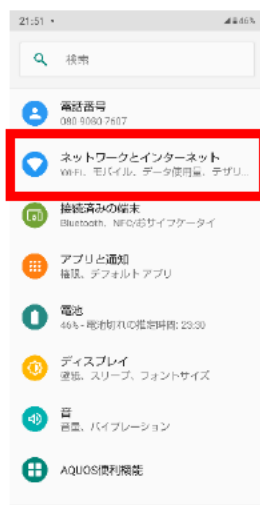 21:51
46%
検索
電話番号
080 9060 7607
ネットワークとインターネット
Wi-Fi、モバイル、データ使用量、テザリ...
接続済みの端末
Bluetooth、NFC/おサイフケータイ
アプリと通知
権限、デフォルトアプリ
電池
46% - 電池切れの推定時間: 23:30
ディスプレイ
壁紙、スリープ、フォントサイズ
音
音量、バイブレーション
AQUOS便利機能